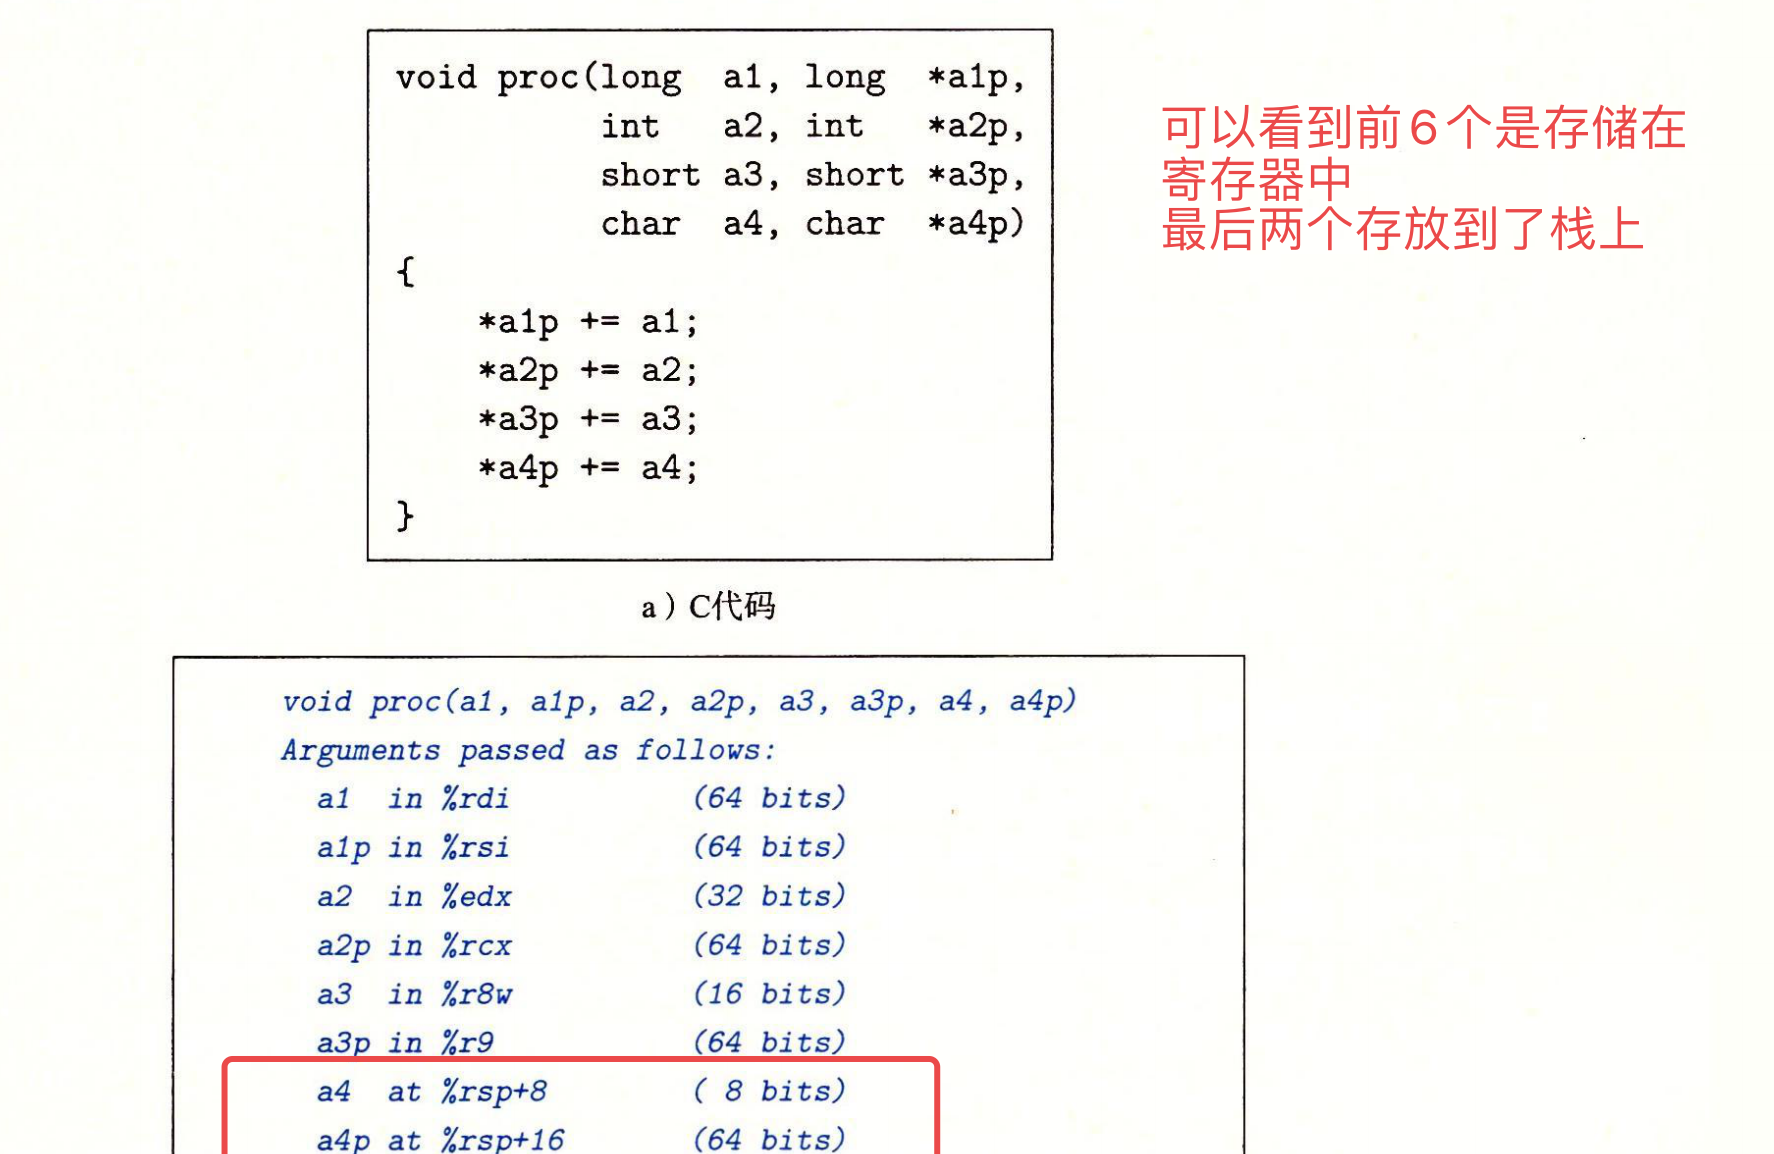 void proc(long a1, long *a1p,
int a2, int *a2p,
short a3, short *a3p,
char a4, char *a4p)
{
*a1p += a1;
*a2p += a2;
*a3p += a3;
*a4p += a4;
}
a）C代码
可以看到前6个是存储在
寄存器中
最后两个存放到了栈上
void proc(a1, a1p, a2, a2p, a3, a3p, a4, a4p)
Arguments passed as follows:
a1 in %rdi (64 bits)
a1p in %rsi (64 bits)
a2 in %edx (32 bits)
a2p in %rcx (64 bits)
a3 in %r8w (16 bits)
a3p in %r9 (64 bits)
a4 at %rsp+8 ( 8 bits)
a4p at %rsp+16 (64 bits)